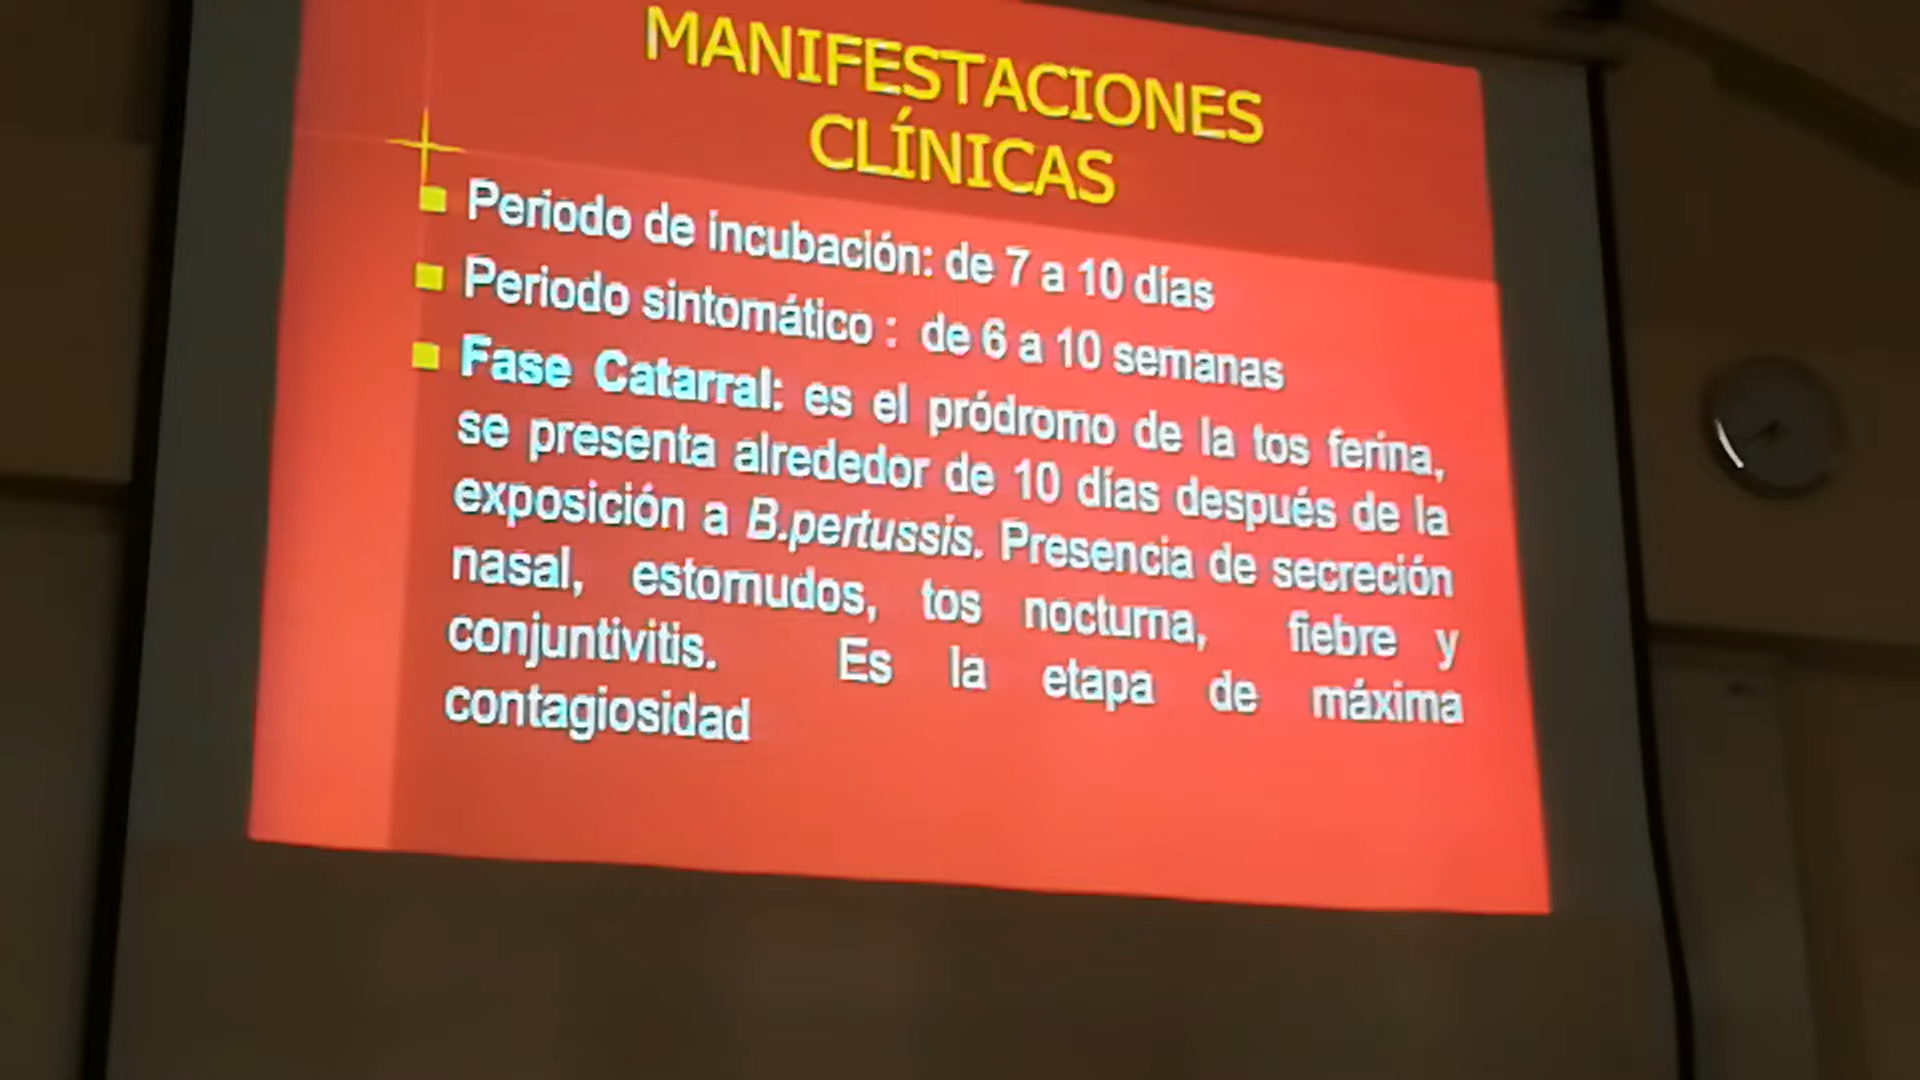 MANIFESTACIONES
CLÍNICAS
Periodo de incubación: de 7 a 10 días
Periodo sintomático : de 6 a 10 semanas
Fase Catarral: es el pródromo de la tos ferina,
se presenta alrededor de 10 días después de la
exposición a B.pertussis. Presencia de secreción
nasal, estornudos, tos nocturna, fiebre y
conjuntivitis. Es la etapa de máxima
contagiosidad